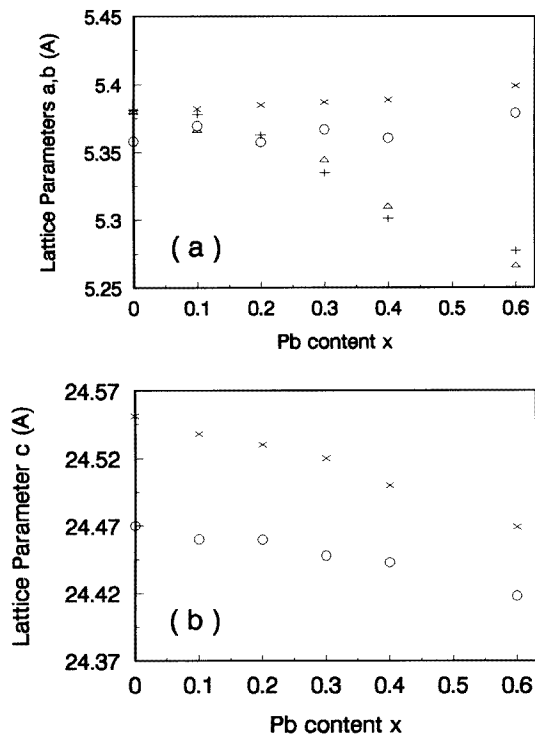 Lattice Parameters a,b (A)
5.45
5.4
5.35
5.3
5.25
(a)
0 0.1 0.2 0.3 0.4 0.5 0.6
Pb content x
Lattice Parameter c (A)
24.57
24.52
24.47
24.42
24.37
(b)
0 0.1 0.2 0.3 0.4 0.5 0.6
Pb content x